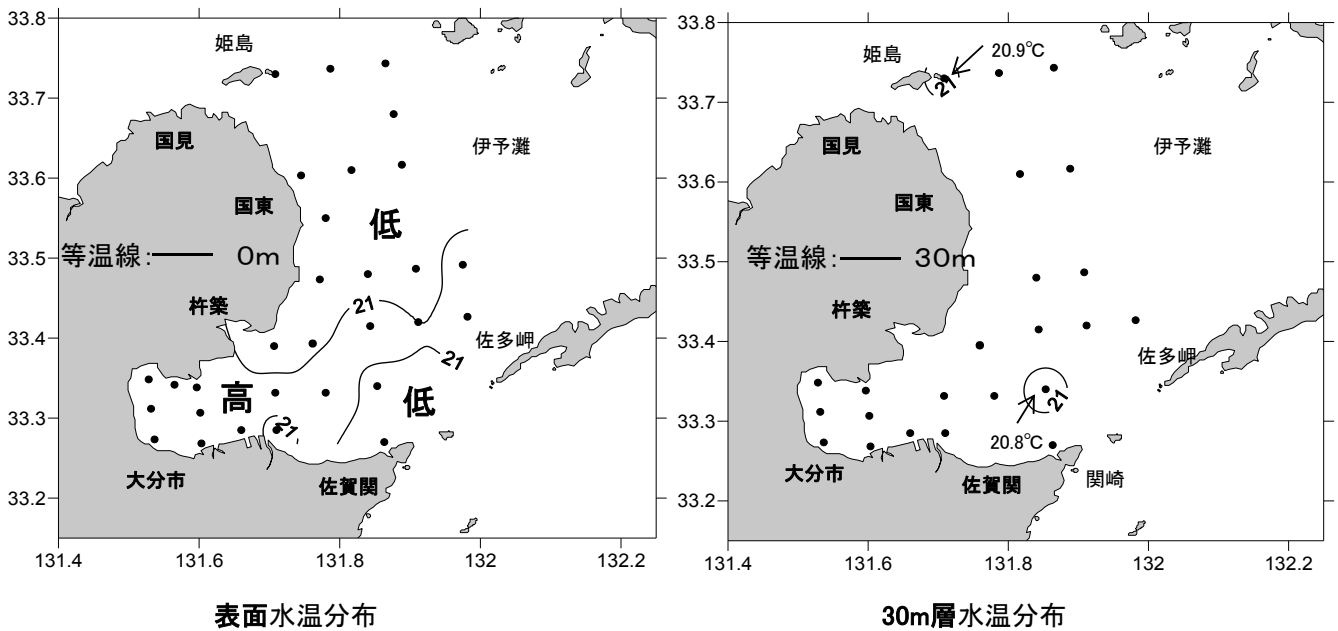 33.8
33.7
33.6
33.5
33.4
33.3
33.2
131.4
131.6
131.8
132
132.2
姫島
国見
国東
伊予灘
低
等温線: 0m
杵築
21
佐多岬
21
高
低
21
大分市
佐賀関
表面水温分布
33.8
33.7
33.6
33.5
33.4
33.3
33.2
131.4
131.6
131.8
132
132.2
姫島
20.9℃
21
国見
伊予灘
国東
等温線: 30m
杵築
佐多岬
21
20.8℃
大分市
佐賀関
関崎
30m層水温分布